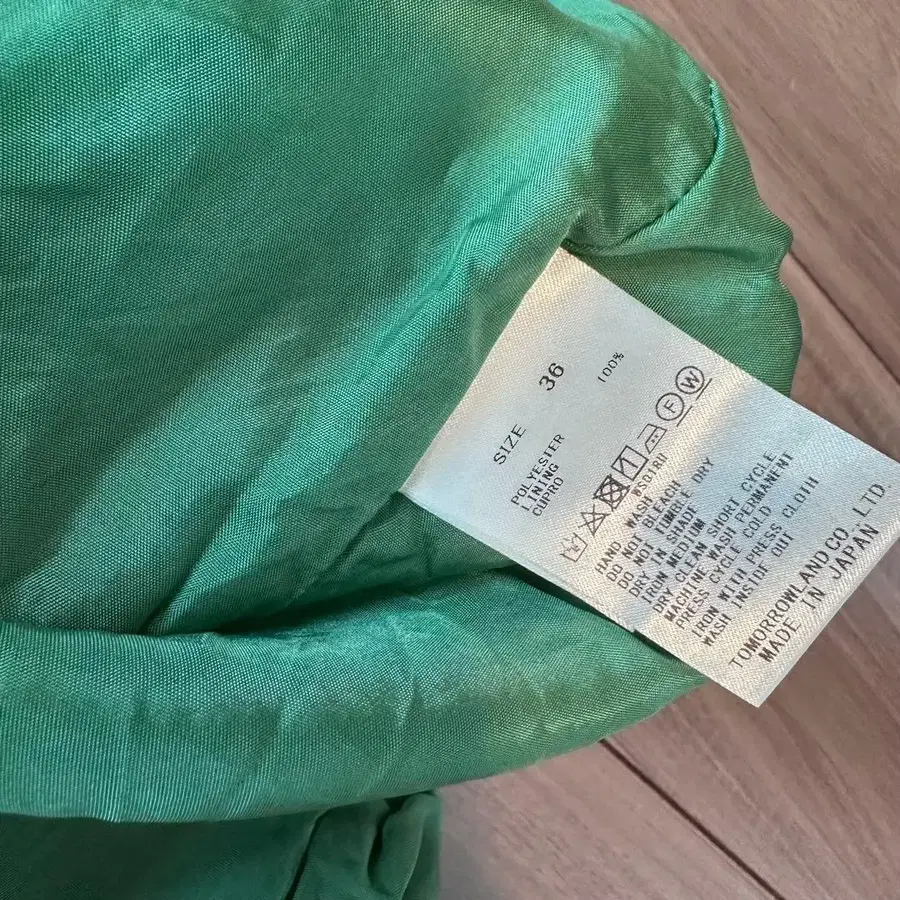 SIZE 36
POLYESTER 100%
LINING
CUPRO
F W
HAND WASH
DO NOT BLEACH
DO NOT TUMBLE DRY
DRY IN SHADE
IRON MEDIUM
DRY CLEAN SHORT CYCLE
MACHINE WASH PERMANENT
PRESS CYCLE COLD
IRON WITH PRESS CLOTH
WASH INSIDE OUT
TOMORROWLAND CO., LTD.
MADE IN JAPAN